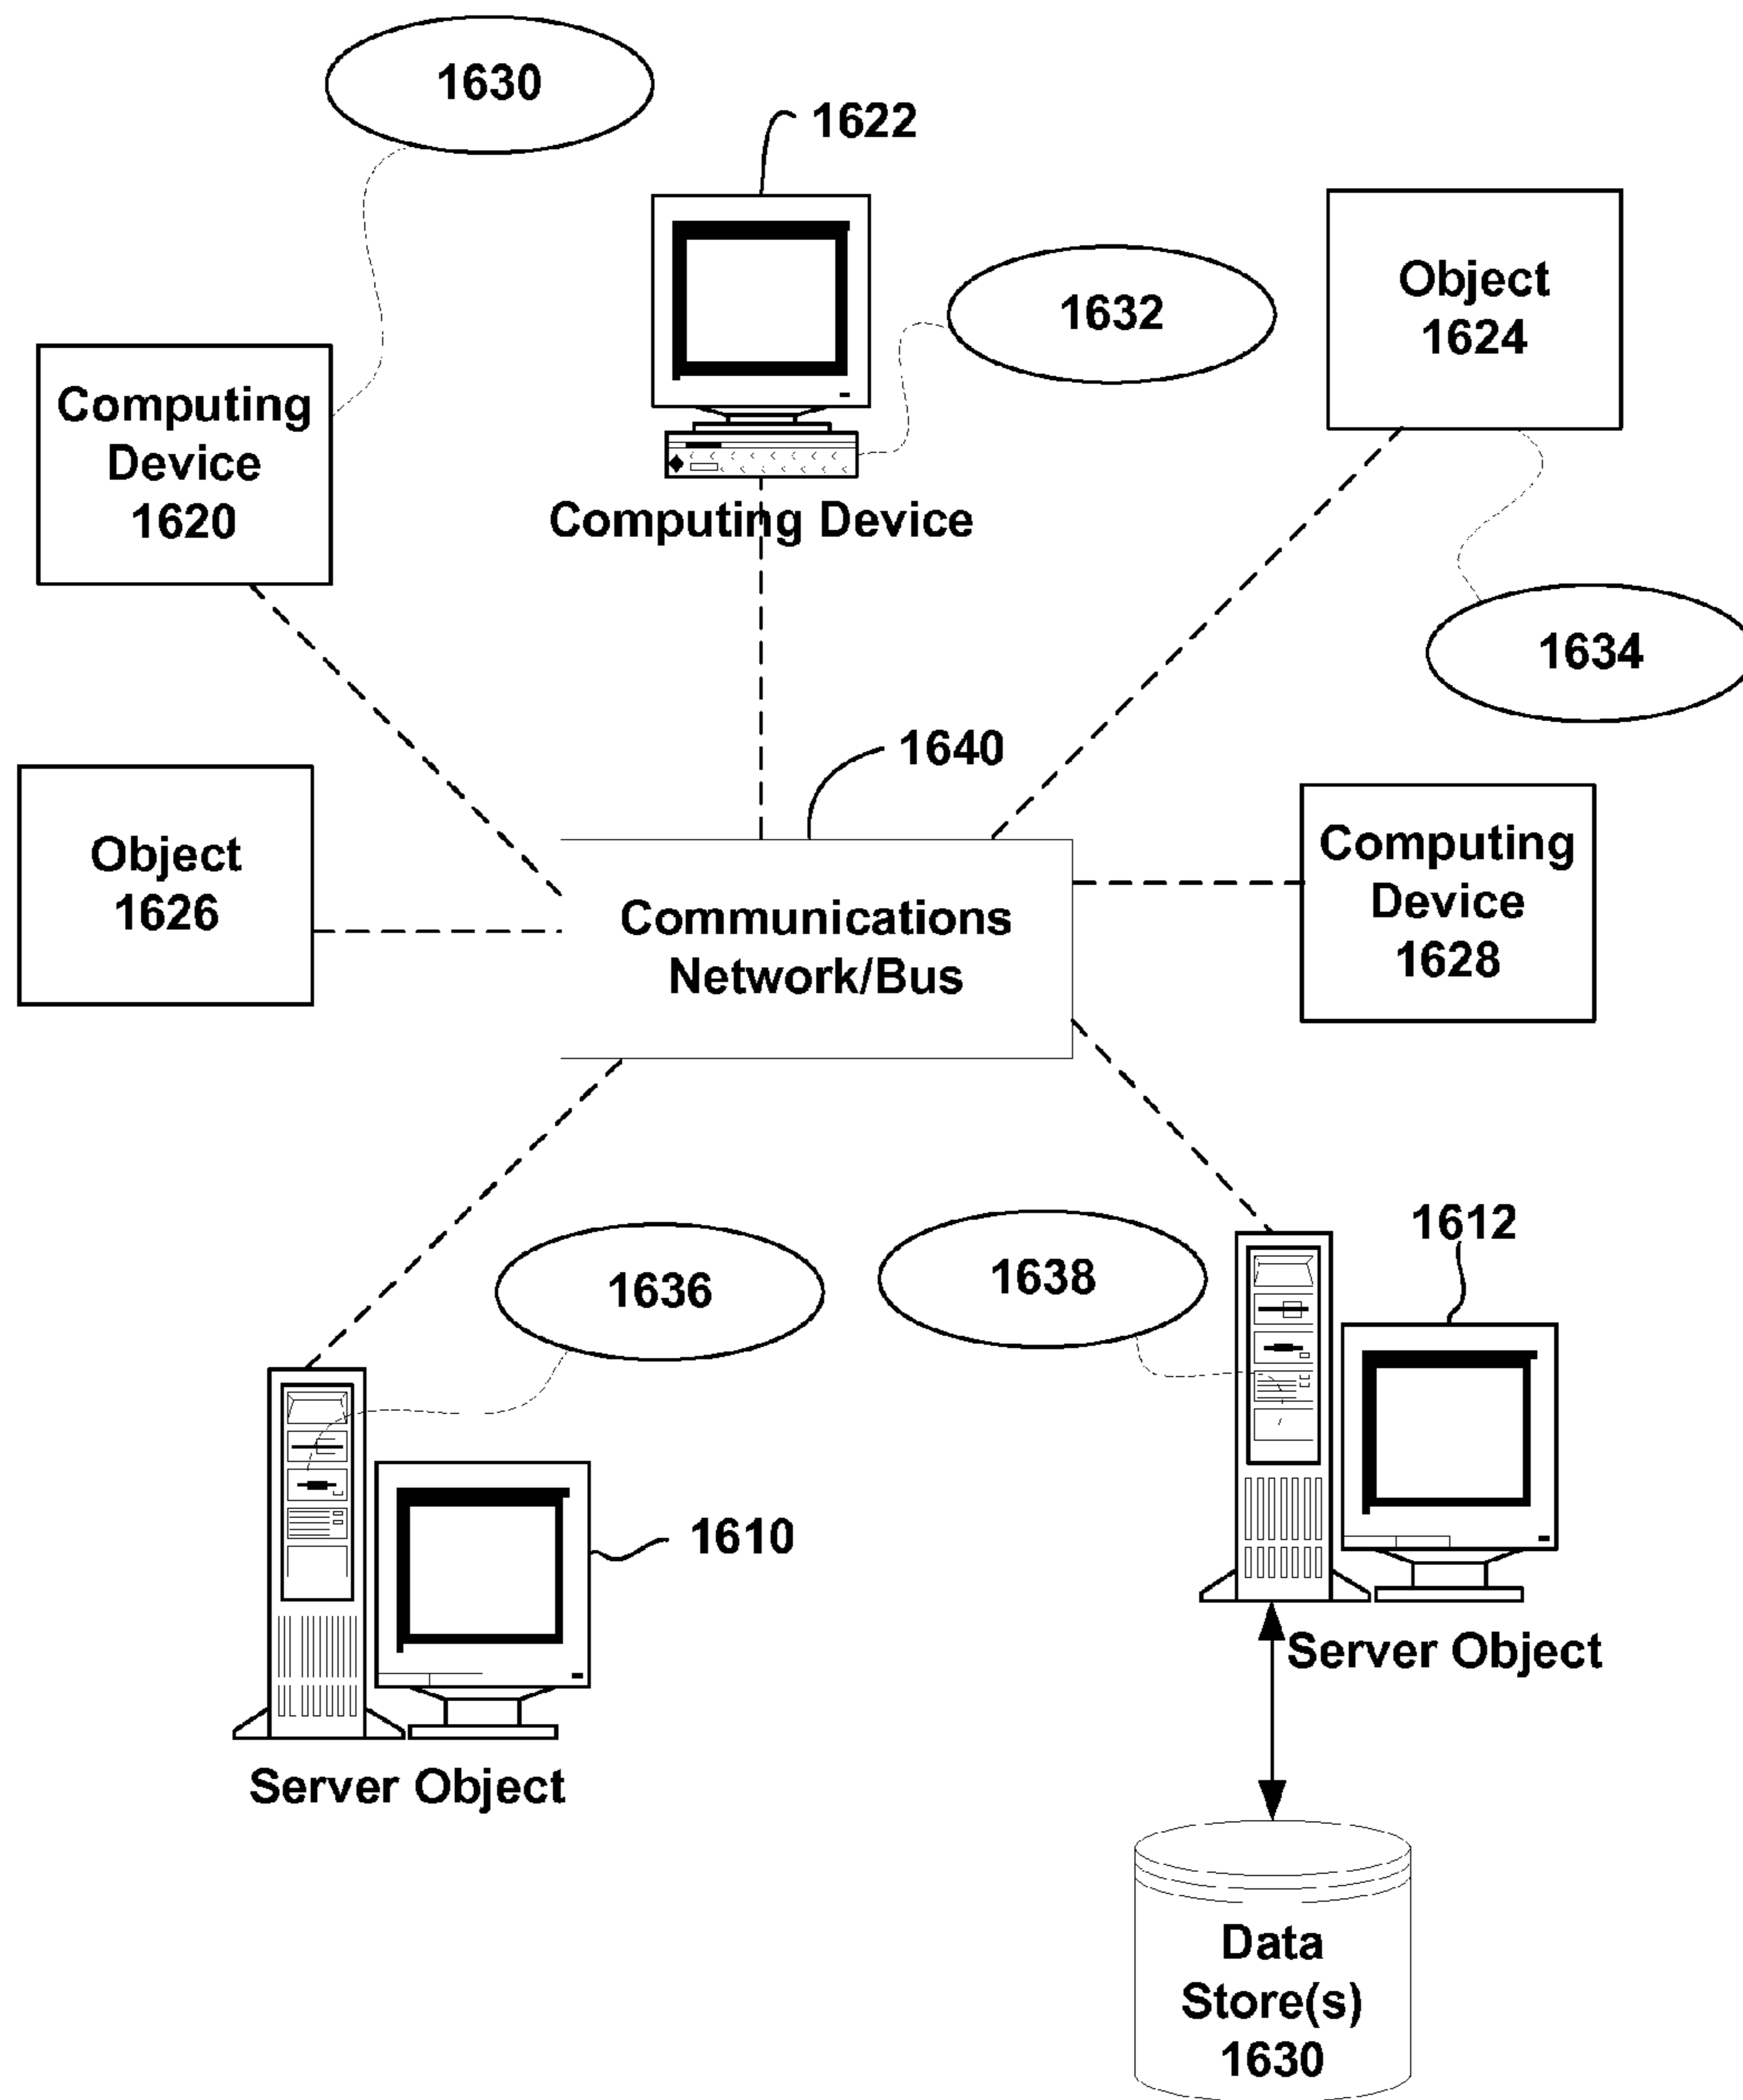 1630
1622
1632
Object
1624
Computing
Device
1620
Computing Device
1634
1640
Object
1626
Communications
Network/Bus
Computing
Device
1628
1636
1638
1612
1610
Server Object
Server Object
Data
Store(s)
1630